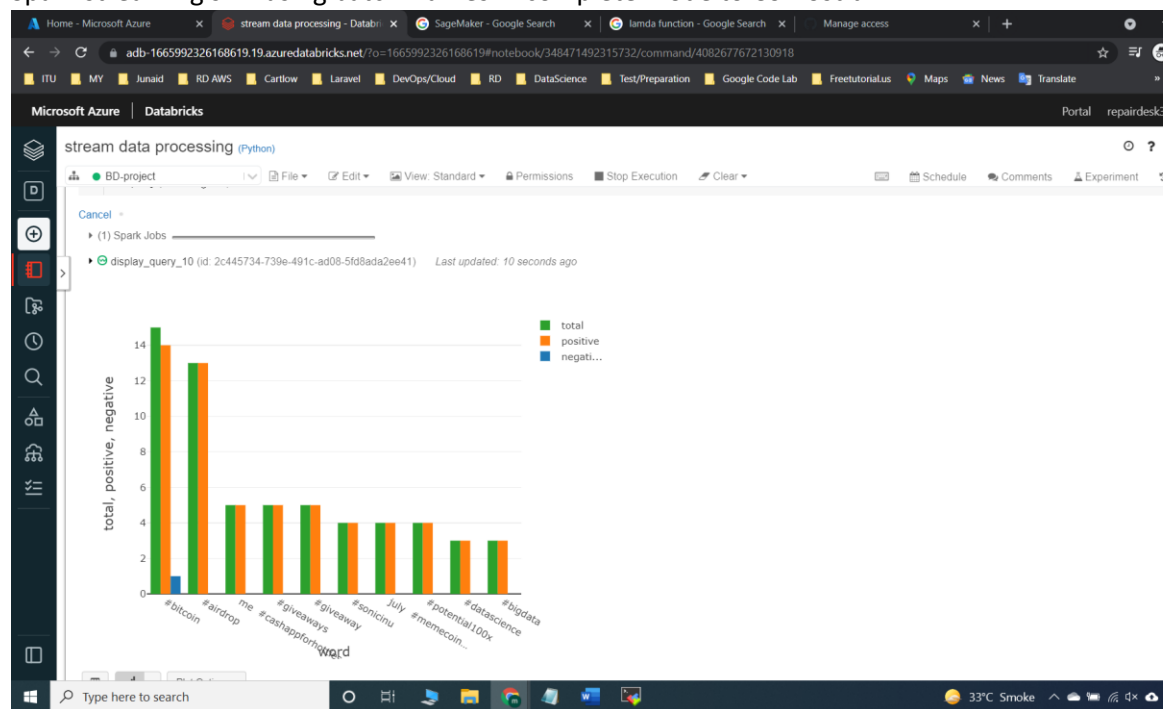 Home - Microsoft Azure
stream data processing - Databri
SageMaker - Google Search
lamda function - Google Search
Manage access
adb-1665992326168619.19.azuredatabricks.net/?o=1665992326168619#notebook/348471492315732/command/4082677672130918
ITU MY Junaid RD AWS Cartlow Laravel DevOps/Cloud RD DataScience Test/Preparation Google Code Lab Freetutorial.us Maps News Translate »
Microsoft Azure | Databricks Portal repairdesk3
stream data processing (Python)
BD-project File Edit View: Standard Permissions Stop Execution Clear Schedule Comments Experiment
Cancel
(1) Spark Jobs
display_query_10 (id: 2c445734-739e-491c-ad08-5fd8ada2ee41) Last updated: 10 seconds ago
total
positive
negati...
14
12
10
8
6
4
2
0
total, positive, negative
#bitcoin
#airdrop
me
#cashappforho
#giveaways
#giveaway
#sonicinu
July
#memecoin...
#potential100x
#datascience
#bigdata
word
Type here to search
33°C Smoke